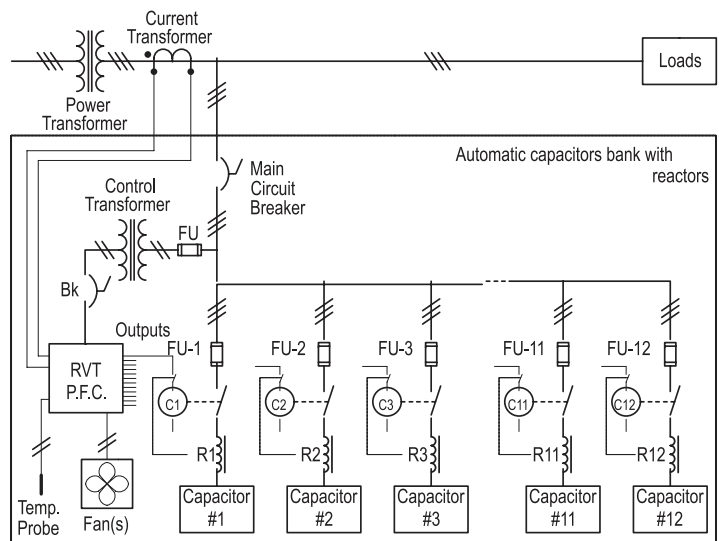 Current
Transformer
Loads
Power
Transformer
Automatic capacitors bank with
reactors
Main
Circuit
Breaker
Control
Transformer
FU
Bk
Outputs
RVT
P.F.C.
FU-1
FU-2
FU-3
FU-11
FU-12
C1
C2
C3
C11
C12
R1
R2
R3
R11
R12
Capacitor
#1
Capacitor
#2
Capacitor
#3
Capacitor
#11
Capacitor
#12
Temp.
Probe
Fan(s)